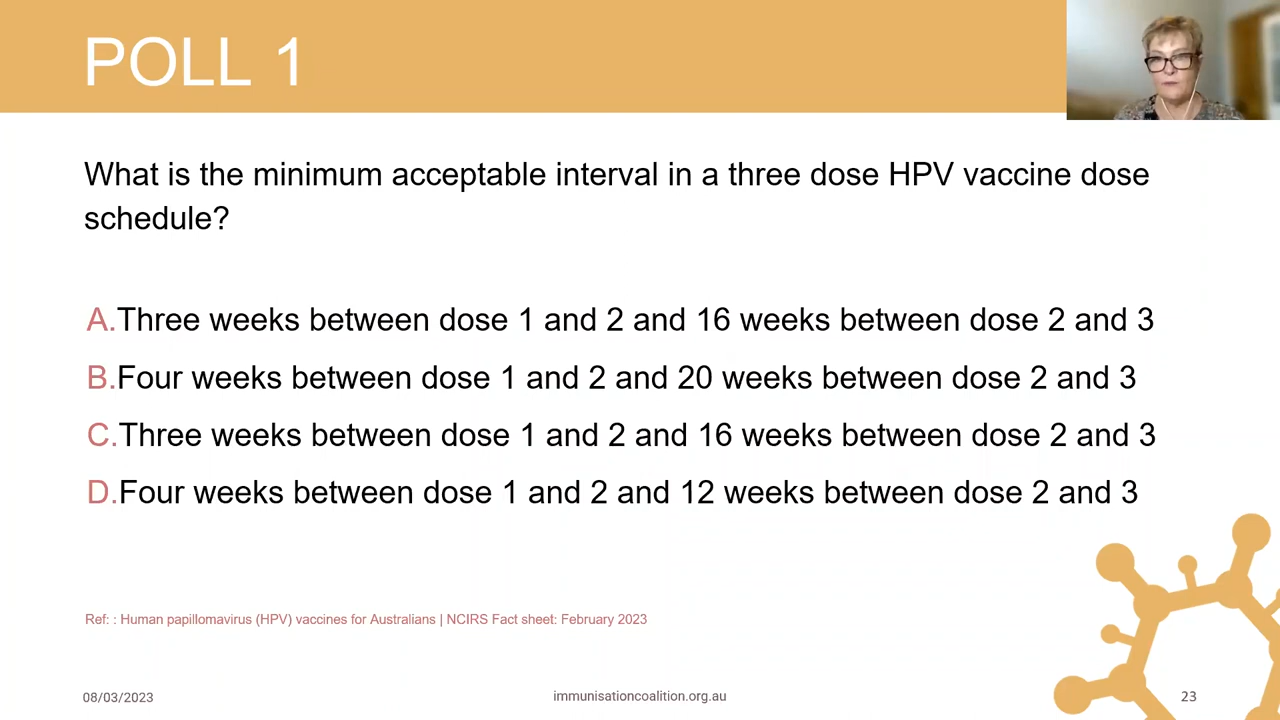 POLL 1
What is the minimum acceptable interval in a three dose HPV vaccine dose
schedule?
A.Three weeks between dose 1 and 2 and 16 weeks between dose 2 and 3
B.Four weeks between dose 1 and 2 and 20 weeks between dose 2 and 3
C.Three weeks between dose 1 and 2 and 16 weeks between dose 2 and 3
D.Four weeks between dose 1 and 2 and 12 weeks between dose 2 and 3
Ref: : Human papillomavirus (HPV) vaccines for Australians | NCIRS Fact sheet: February 2023
08/03/2023
immunisationcoalition.org.au
23